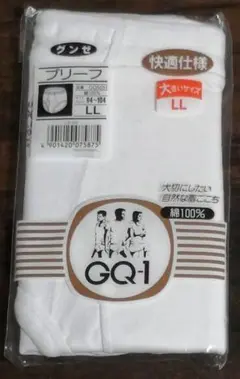 グンゼ
快適仕様
ブリーフ
大きいサイズ
LL
94-104
LL
4901420075875
大切にしたい
自然な着ごこち
綿100%
GQ-1